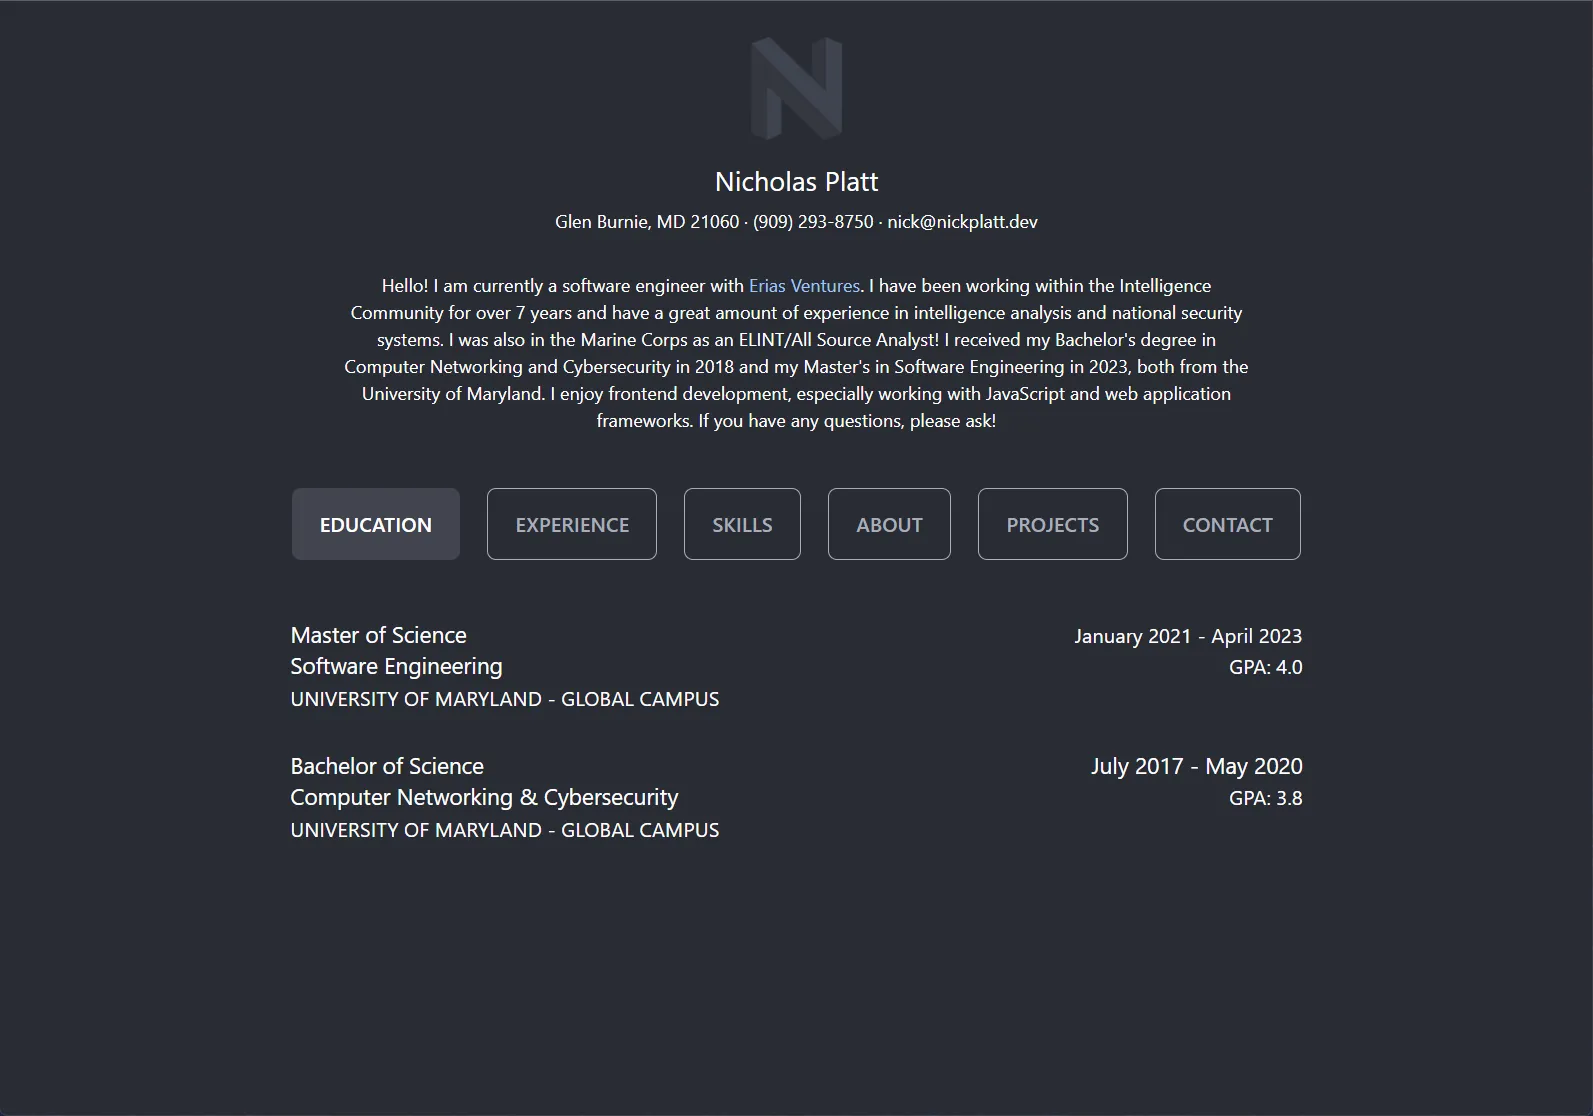 N
Nicholas Platt
Glen Burnie, MD 21060 · (909) 293-8750 · nick@nickplatt.dev
Hello! I am currently a software engineer with Erias Ventures. I have been working within the Intelligence
Community for over 7 years and have a great amount of experience in intelligence analysis and national security
systems. I was also in the Marine Corps as an ELINT/All Source Analyst! I received my Bachelor's degree in
Computer Networking and Cybersecurity in 2018 and my Master's in Software Engineering in 2023, both from the
University of Maryland. I enjoy frontend development, especially working with JavaScript and web application
frameworks. If you have any questions, please ask!
EDUCATION EXPERIENCE SKILLS ABOUT PROJECTS CONTACT
Master of Science January 2021 - April 2023
Software Engineering GPA: 4.0
UNIVERSITY OF MARYLAND - GLOBAL CAMPUS
Bachelor of Science July 2017 - May 2020
Computer Networking & Cybersecurity GPA: 3.8
UNIVERSITY OF MARYLAND - GLOBAL CAMPUS